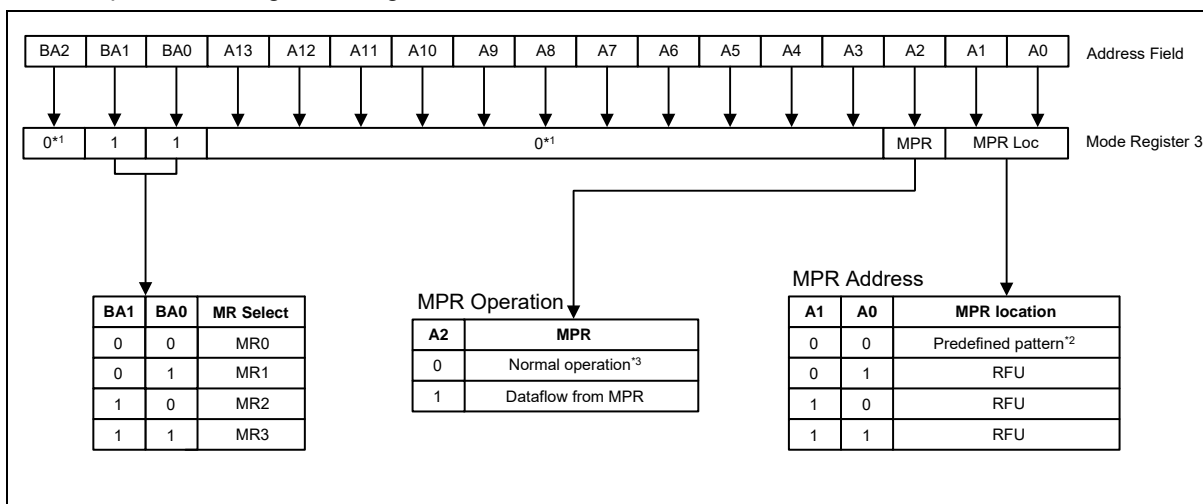 BA2 BA1 BA0 A13 A12 A11 A10 A9 A8 A7 A6 A5 A4 A3 A2 A1 A0 Address Field
0*1 1 1 0*1 MPR MPR Loc Mode Register 3
BA1 BA0 MR Select
0 0 MR0
0 1 MR1
1 0 MR2
1 1 MR3
MPR Operation
A2 MPR
0 Normal operation*3
1 Dataflow from MPR
MPR Address
A1 A0 MPR location
0 0 Predefined pattern*2
0 1 RFU
1 0 RFU
1 1 RFU